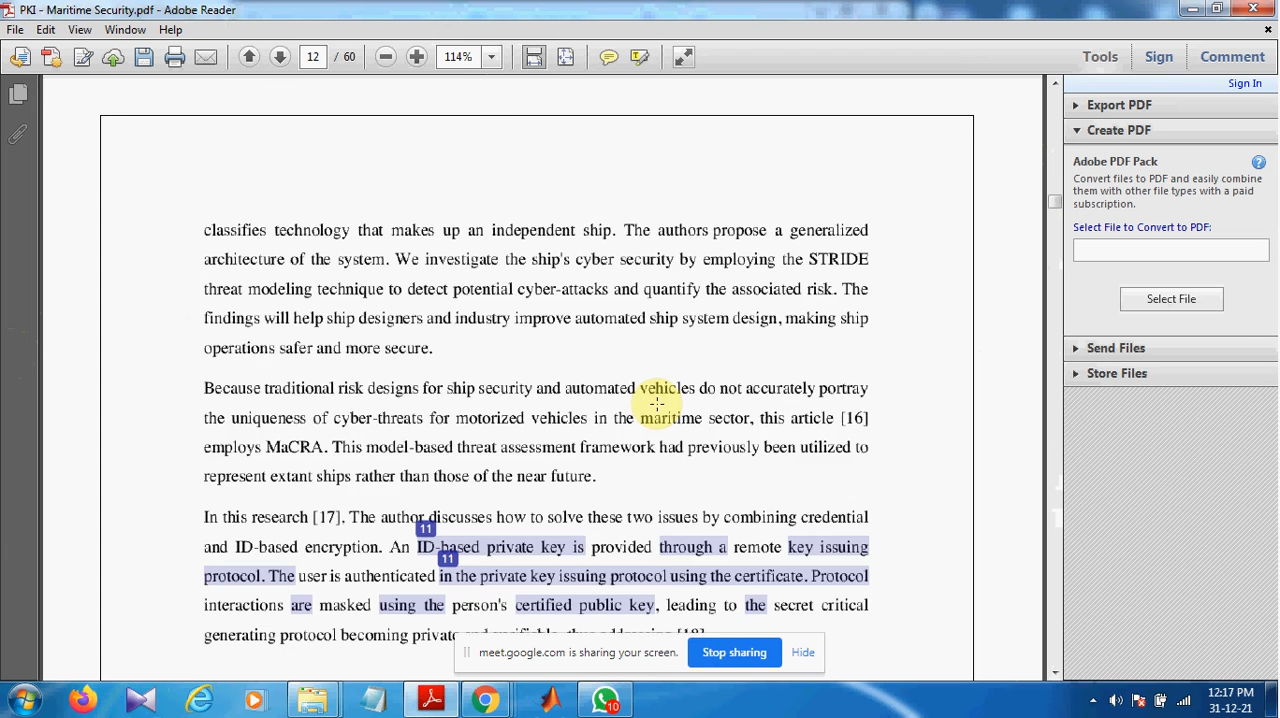 PKI - Maritime Security.pdf - Adobe Reader
File Edit View Window Help
12 / 60 114% Tools Sign Comment
Sign In
Export PDF
Create PDF
Adobe PDF Pack
Convert files to PDF and easily combine
them with other file types with a paid
subscription.
Select File to Convert to PDF:
Select File
Send Files
Store Files
classifies technology that makes up an independent ship. The authors propose a generalized
architecture of the system. We investigate the ship's cyber security by employing the STRIDE
threat modeling technique to detect potential cyber-attacks and quantify the associated risk. The
findings will help ship designers and industry improve automated ship system design, making ship
operations safer and more secure.
Because traditional risk designs for ship security and automated vehicles do not accurately portray
the uniqueness of cyber-threats for motorized vehicles in the maritime sector, this article [16]
employs MaCRA. This model-based threat assessment framework had previously been utilized to
represent extant ships rather than those of the near future.
In this research [17]. The author discusses how to solve these two issues by combining credential
11
and ID-based encryption. An ID-based private key is provided through a remote key issuing
11
protocol. The user is authenticated in the private key issuing protocol using the certificate. Protocol
interactions are masked using the person's certified public key, leading to the secret critical
generating protocol becoming private
meet.google.com is sharing your screen. Stop sharing Hide
10
12:17 PM
31-12-21